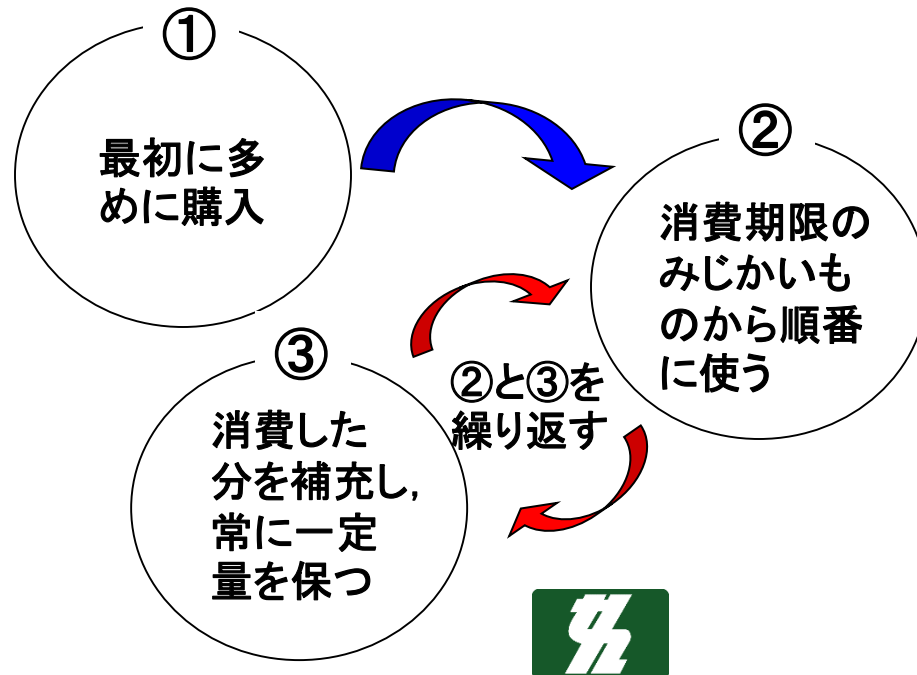 ①
最初に多
めに購入
②
消費期限の
みじかいも
のから順番
に使う
③
消費した
分を補充し,
常に一定
量を保つ
②と③を
繰り返す